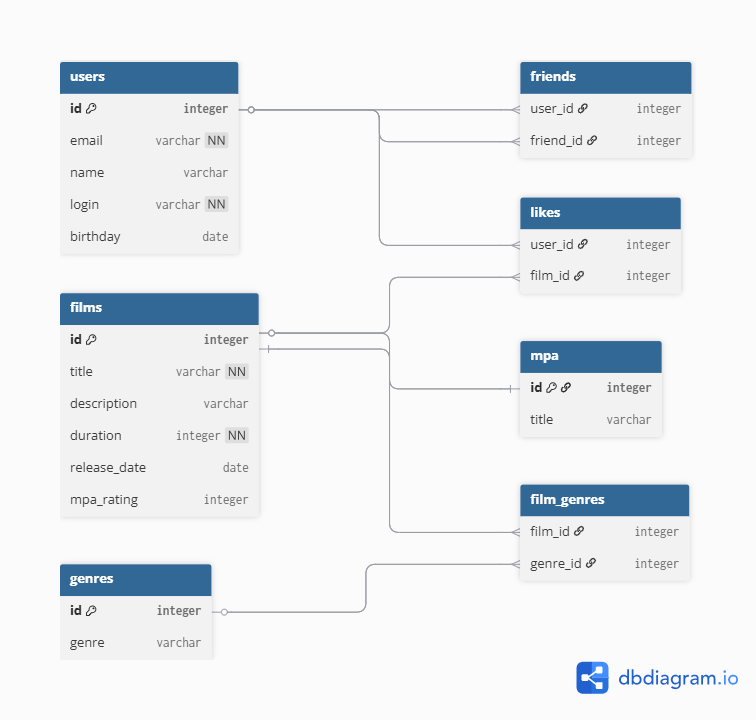 users
id integer
email varchar NN
name varchar
login varchar NN
birthday date
friends
user_id integer
friend_id integer
likes
user_id integer
film_id integer
films
id integer
title varchar NN
description varchar
duration integer NN
release_date date
mpa_rating integer
mpa
id integer
title varchar
film_genres
film_id integer
genre_id integer
genres
id integer
genre varchar
dbdiagram.io